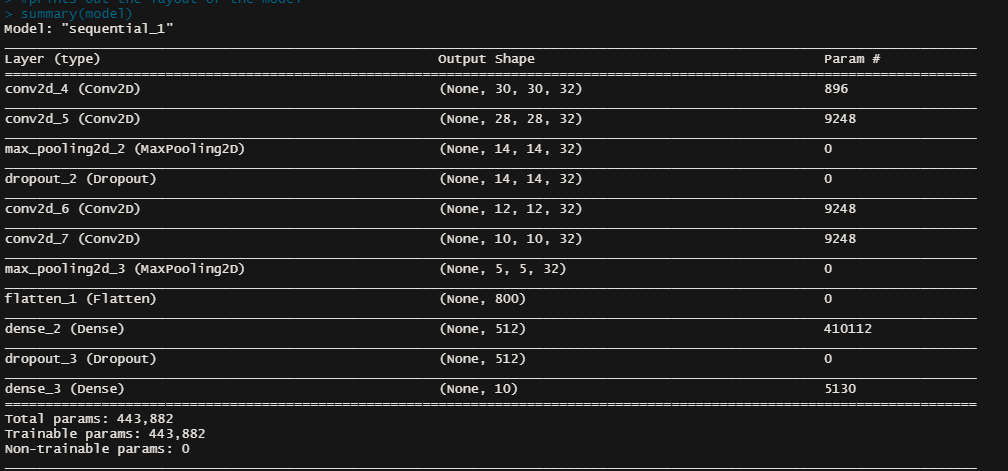 > #prints out the layout of the model
> summary(model)
Model: "sequential_1"
Layer (type) Output Shape Param #
conv2d_4 (Conv2D) (None, 30, 30, 32) 896
conv2d_5 (Conv2D) (None, 28, 28, 32) 9248
max_pooling2d_2 (MaxPooling2D) (None, 14, 14, 32) 0
dropout_2 (Dropout) (None, 14, 14, 32) 0
conv2d_6 (Conv2D) (None, 12, 12, 32) 9248
conv2d_7 (Conv2D) (None, 10, 10, 32) 9248
max_pooling2d_3 (MaxPooling2D) (None, 5, 5, 32) 0
flatten_1 (Flatten) (None, 800) 0
dense_2 (Dense) (None, 512) 410112
dropout_3 (Dropout) (None, 512) 0
dense_3 (Dense) (None, 10) 5130
Total params: 443,882
Trainable params: 443,882
Non-trainable params: 0